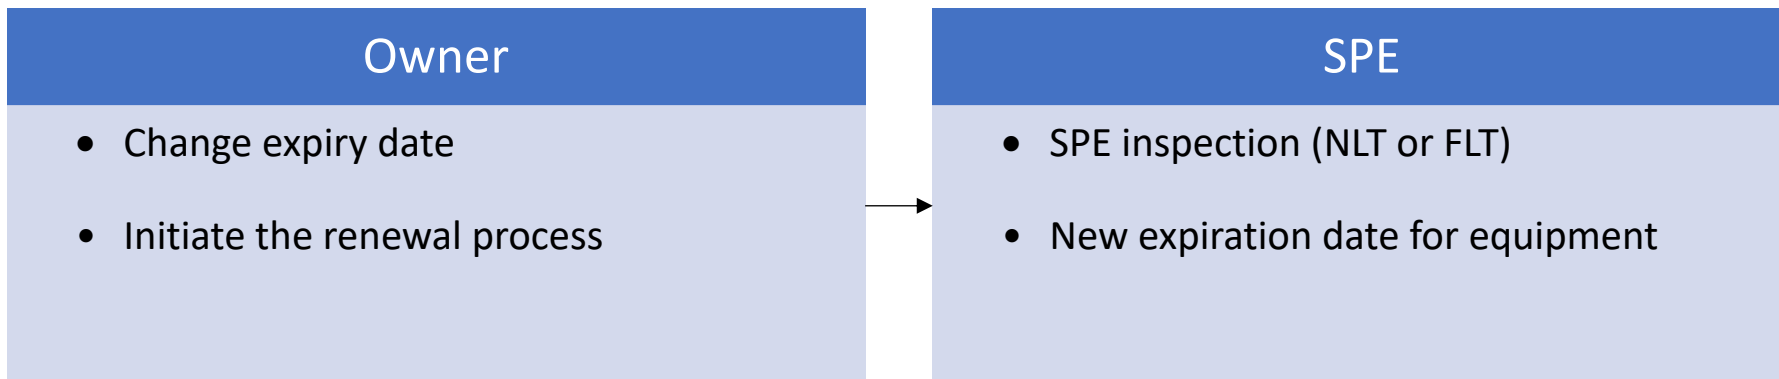 Owner
• Change expiry date
• Initiate the renewal process
SPE
• SPE inspection (NLT or FLT)
• New expiration date for equipment